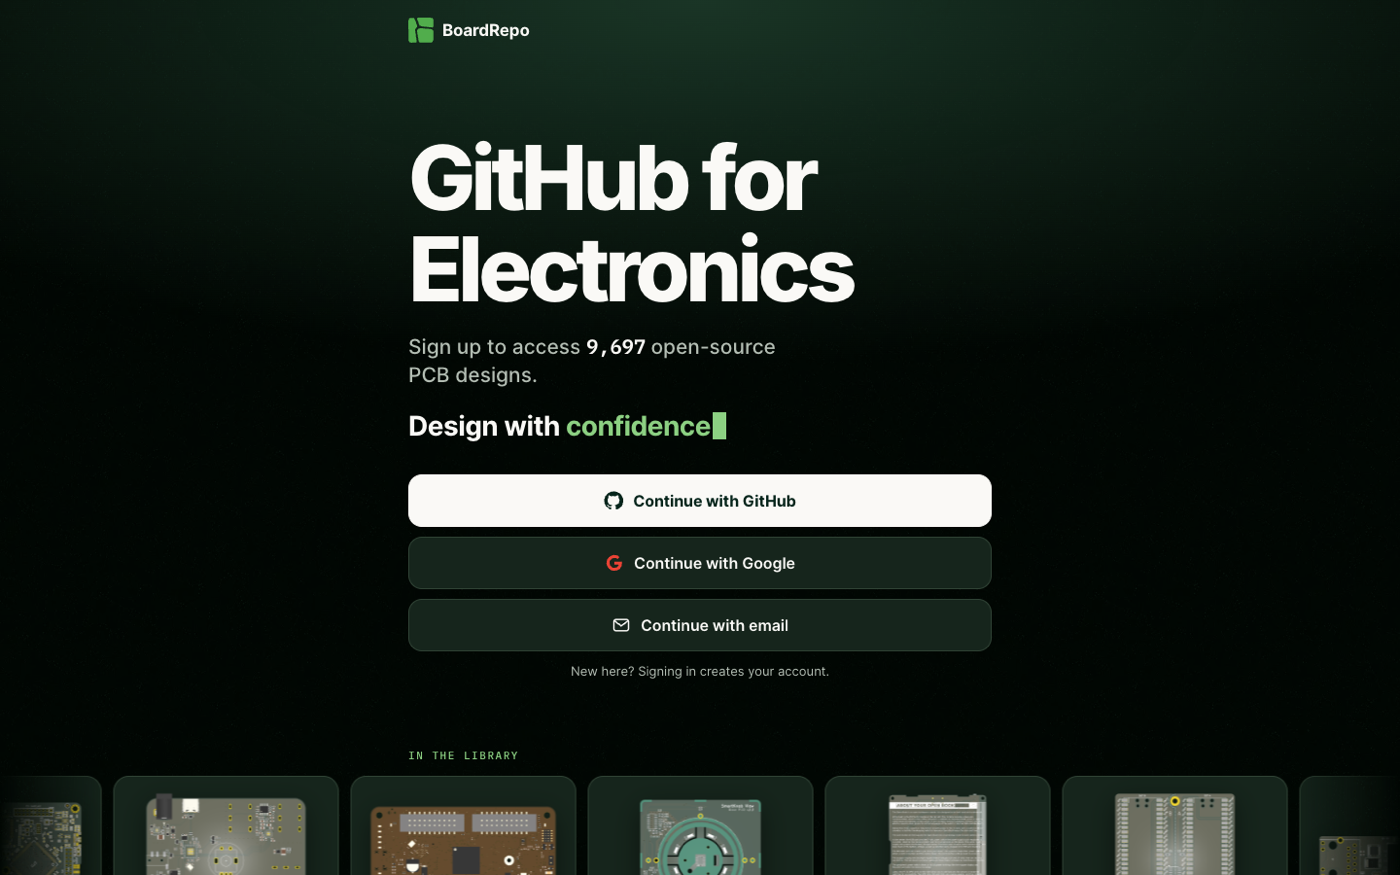 BoardRepo
GitHub for
Electronics
Sign up to access 9,697 open-source
PCB designs.
Design with confidence
Continue with GitHub
Continue with Google
Continue with email
New here? Signing in creates your account.
IN THE LIBRARY